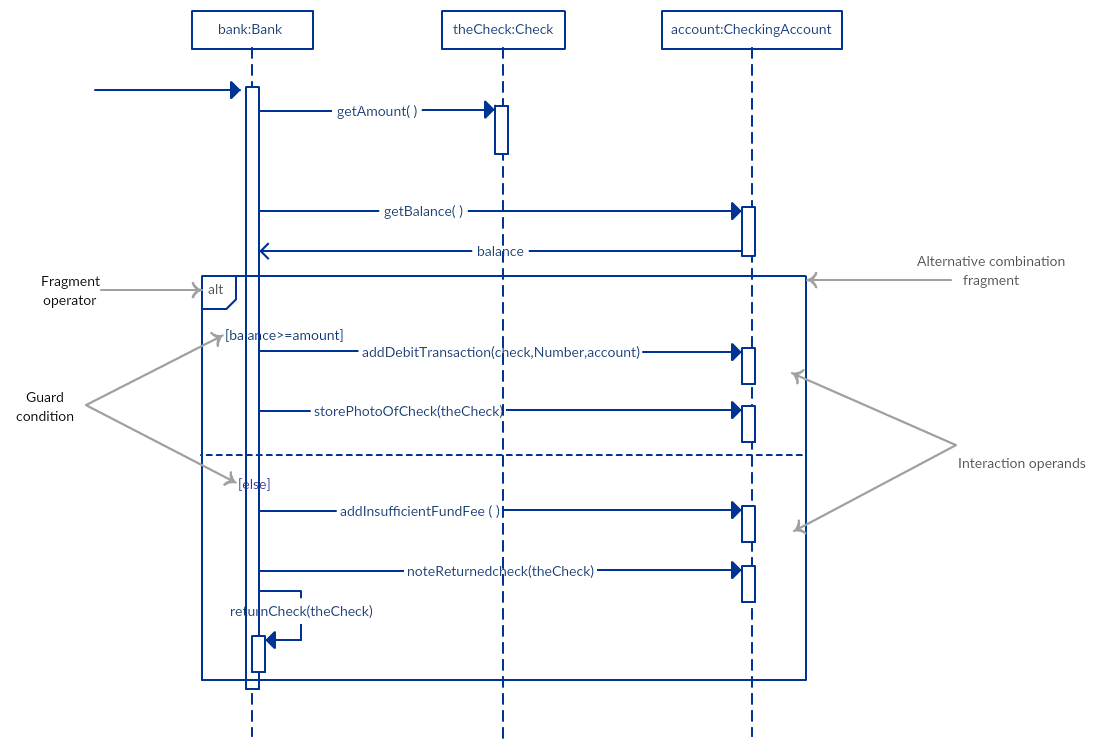 bank:Bank
theCheck:Check
account:CheckingAccount
getAmount( )
getBalance( )
balance
Alternative combination
fragment
Fragment
operator
alt
[balance>=amount]
addDebitTransaction(check,Number,account)
Guard
condition
storePhotoOfCheck(theCheck)
Interaction operands
[else]
addInsufficientFundFee ( )
noteReturnedcheck(theCheck)
returnCheck(theCheck)